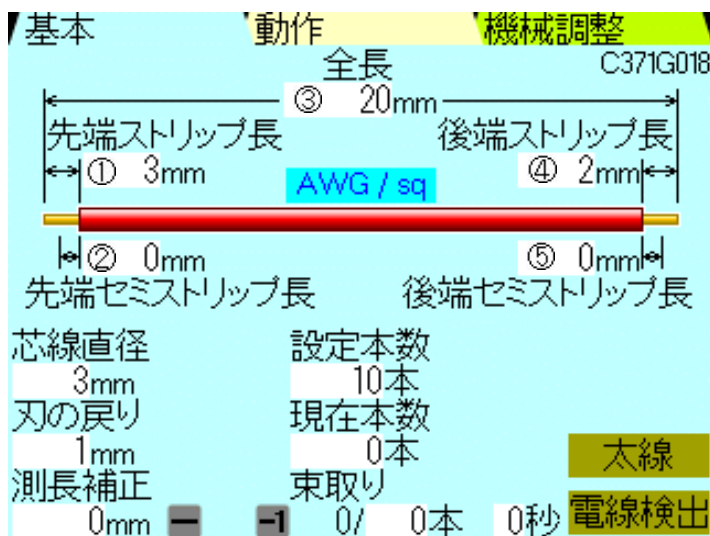 基本 動作 機械調整
全長 C371G018
③ 20mm
先端ストリップ長 後端ストリップ長
① 3mm AWG / sq ④ 2mm
② 0mm ⑤ 0mm
先端セミストリップ長 後端セミストリップ長
芯線直径 設定本数
3mm 10本
刃の戻り 現在本数
1mm 0本 太線
測長補正 束取り
0mm ー -1 0/ 0本 0秒 電線検出